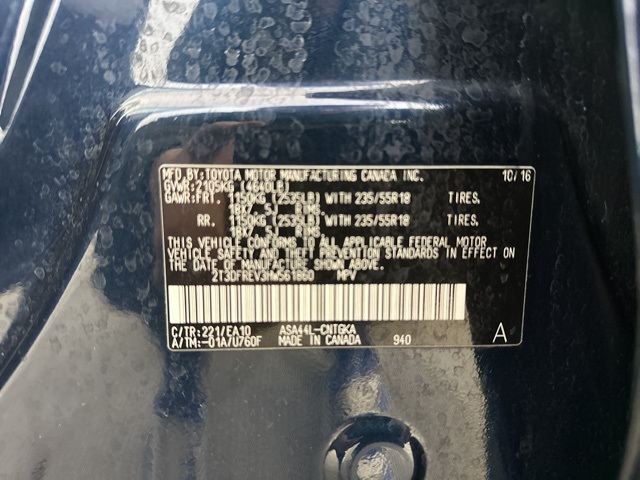 MFD.BY:TOYOTA MOTOR MANUFACTURING CANADA INC. 10/16
GVWR:2105KG (4640LB)
GAWR:FRT. 1150KG (2535LB) WITH 235/55R18 TIRES,
18X7.5J RIMS
RR. 1150KG (2535LB) WITH 235/55R18 TIRES,
18X7.5J RIMS
THIS VEHICLE CONFORMS TO ALL APPLICABLE FEDERAL MOTOR
VEHICLE SAFETY AND THEFT PREVENTION STANDARDS IN EFFECT ON
THE DATE OF MANUFACTURE SHOWN ABOVE.
2T3DFREV3HW561860 MPV
C/TR:221/EA10 ASA44L-CNTGKA
A/TM:-01A/U760F MADE IN CANADA 940 A